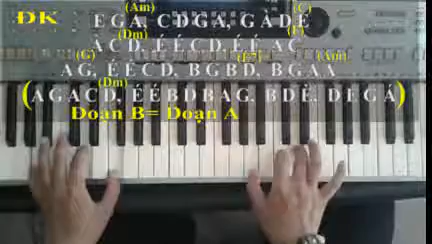 ĐK
(Am) (C)
E G A, C D G A, G A D É
(Dm) (F)
A C D, É É C D, É É A G
(G) (E7) (Am)
A G, É E C D, B G B D, B G A A
(Dm)
(A G A C D, É É B D B A G, B D È, D E G Á)
Đoạn B= Đoạn A